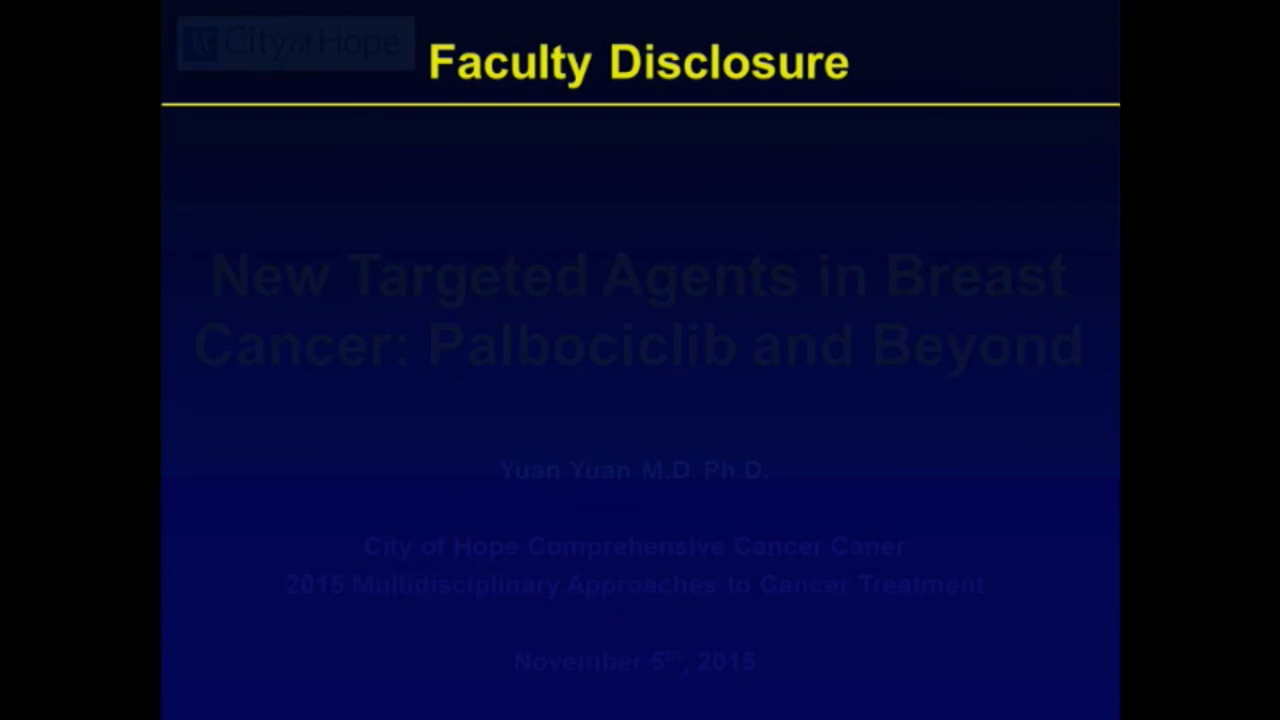 City of Hope
Faculty Disclosure
New Targeted Agents in Breast
Cancer: Palbociclib and Beyond
Yuan Yuan M.D. Ph.D.
City of Hope Comprehensive Cancer Caner
2015 Multidisciplinary Approaches to Cancer Treatment
November 5th, 2015